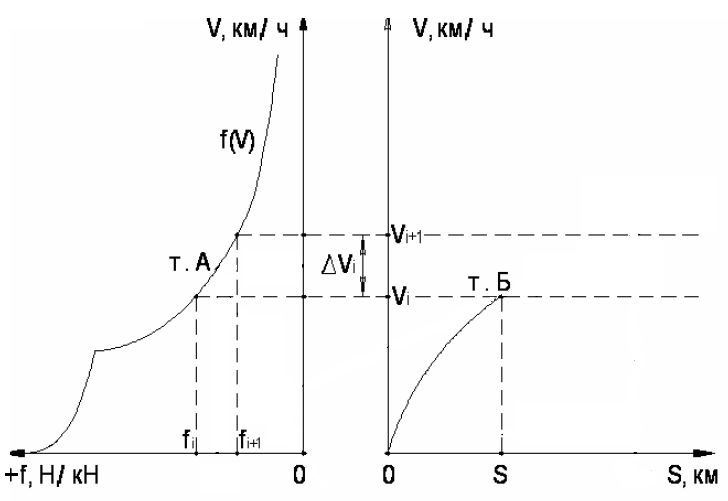 V, км/ ч V, км/ ч
f(V)
Vi+1
т. А
ΔVi
т. Б
Vi
fi fi+1
+f, Н/ кН 0 0 S S, км